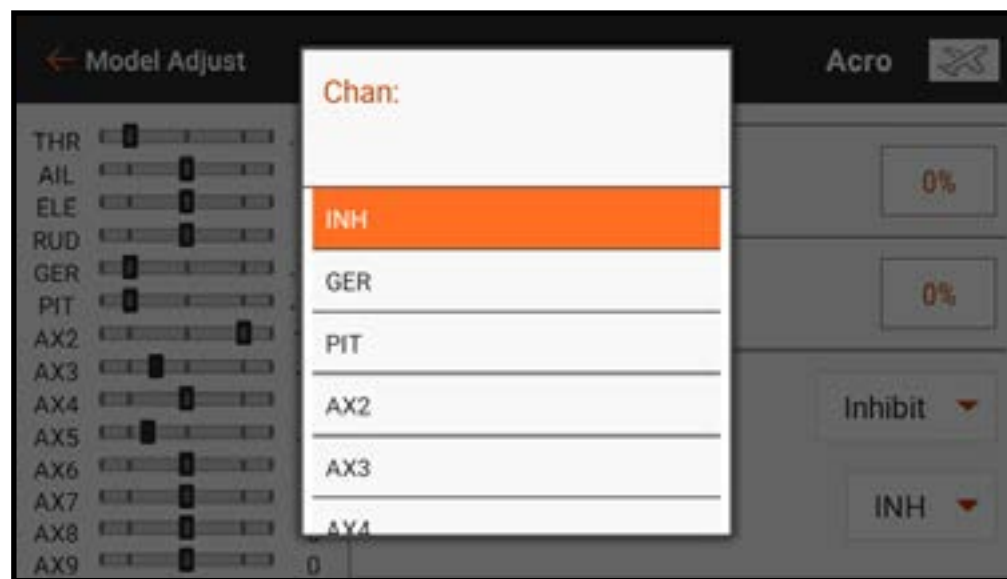 Model Adjust
Acro
Chan:
INH
GER
PIT
AX2
AX3
AX4
THR
AIL
ELE
RUD
GER
PIT
AX2
AX3
AX4
AX5
AX6
AX7
AX8
AX9
0
0%
0%
Inhibit
INH